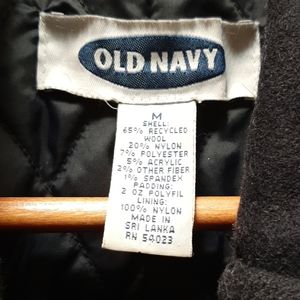 OLD NAVY
M
SHELL:
65% RECYCLED
WOOL
20% NYLON
7% POLYESTER
5% ACRYLIC
2% OTHER FIBER
1% SPANDEX
PADDING:
2 OZ POLYFIL
LINING:
100% NYLON
MADE IN
SRI LANKA
RN 54023